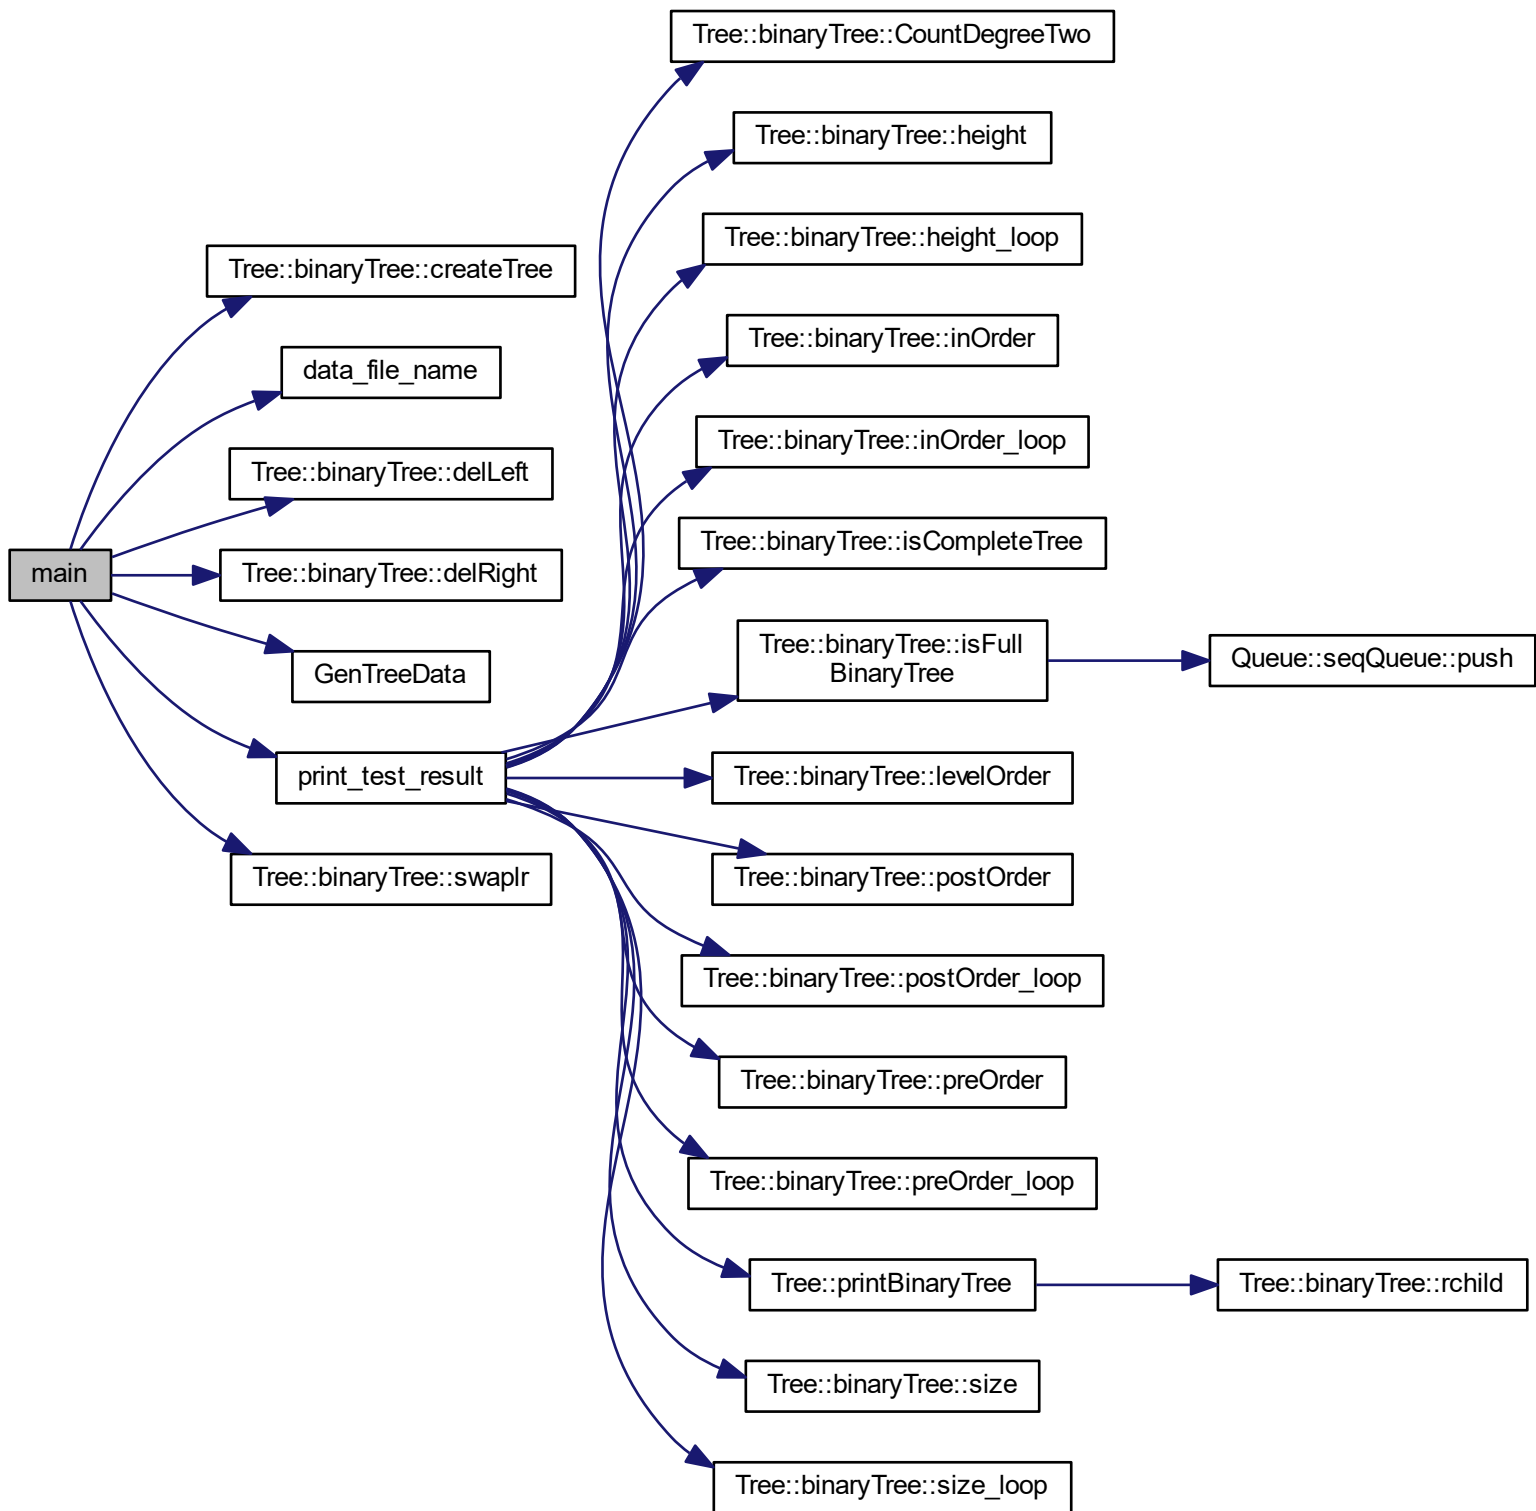 main
Tree::binaryTree::createTree
data_file_name
Tree::binaryTree::delLeft
Tree::binaryTree::delRight
GenTreeData
print_test_result
Tree::binaryTree::swaplr
Tree::binaryTree::CountDegreeTwo
Tree::binaryTree::height
Tree::binaryTree::height_loop
Tree::binaryTree::inOrder
Tree::binaryTree::inOrder_loop
Tree::binaryTree::isCompleteTree
Tree::binaryTree::isFull
BinaryTree
Tree::binaryTree::levelOrder
Tree::binaryTree::postOrder
Tree::binaryTree::postOrder_loop
Tree::binaryTree::preOrder
Tree::binaryTree::preOrder_loop
Tree::printBinaryTree
Tree::binaryTree::size
Tree::binaryTree::size_loop
Queue::seqQueue::push
Tree::binaryTree::rchild